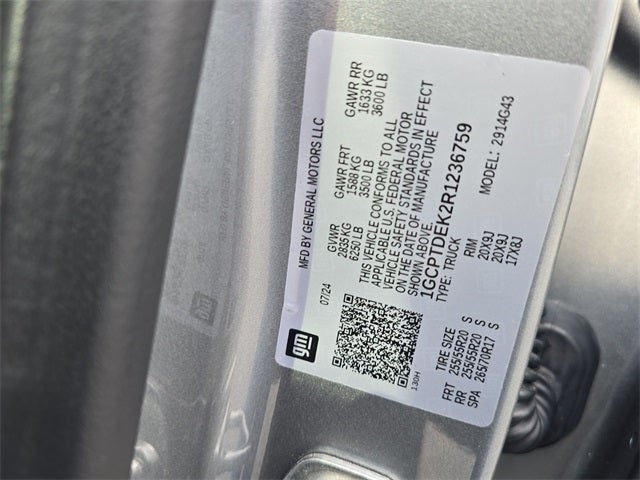 gm
MFD BY GENERAL MOTORS LLC
07/24
GVWR
2835 KG
6250 LB
GAWR FRT
1588 KG
3500 LB
GAWR RR
1633 KG
3600 LB
THIS VEHICLE CONFORMS TO ALL
APPLICABLE U.S. FEDERAL MOTOR
VEHICLE SAFETY STANDARDS IN EFFECT
ON THE DATE OF MANUFACTURE
SHOWN ABOVE.
1GCPTDEK2R1236759
TYPE: TRUCK
MODEL: 2914G43
130H
TIRE SIZE RIM
FRT 255/55R20 S 20X9J
RR 255/55R20 S 20X9J
SPA 265/70R17 S 17X8J